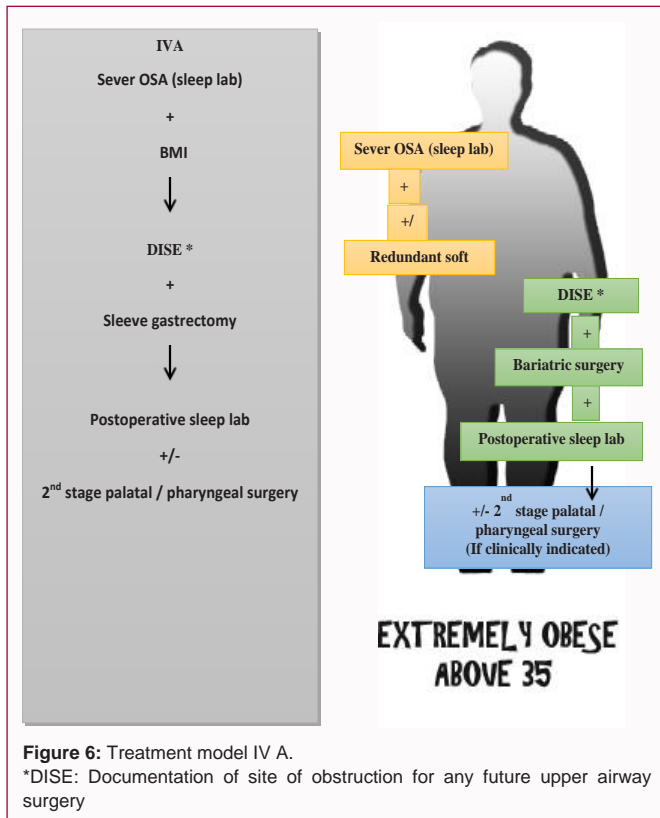 IVA
Sever OSA (sleep lab)
+
BMI
DISE *
+
Sleeve gastrectomy
Postoperative sleep lab
+/-
2nd stage palatal / pharyngeal surgery
Sever OSA (sleep lab)
+
+/
Redundant soft
DISE *
+
Bariatric surgery
+
Postoperative sleep lab
+/- 2nd stage palatal /
pharyngeal surgery
(If clinically indicated)
EXTREMELY OBESE
ABOVE 35
Figure 6: Treatment model IV A.
*DISE: Documentation of site of obstruction for any future upper airway
surgery